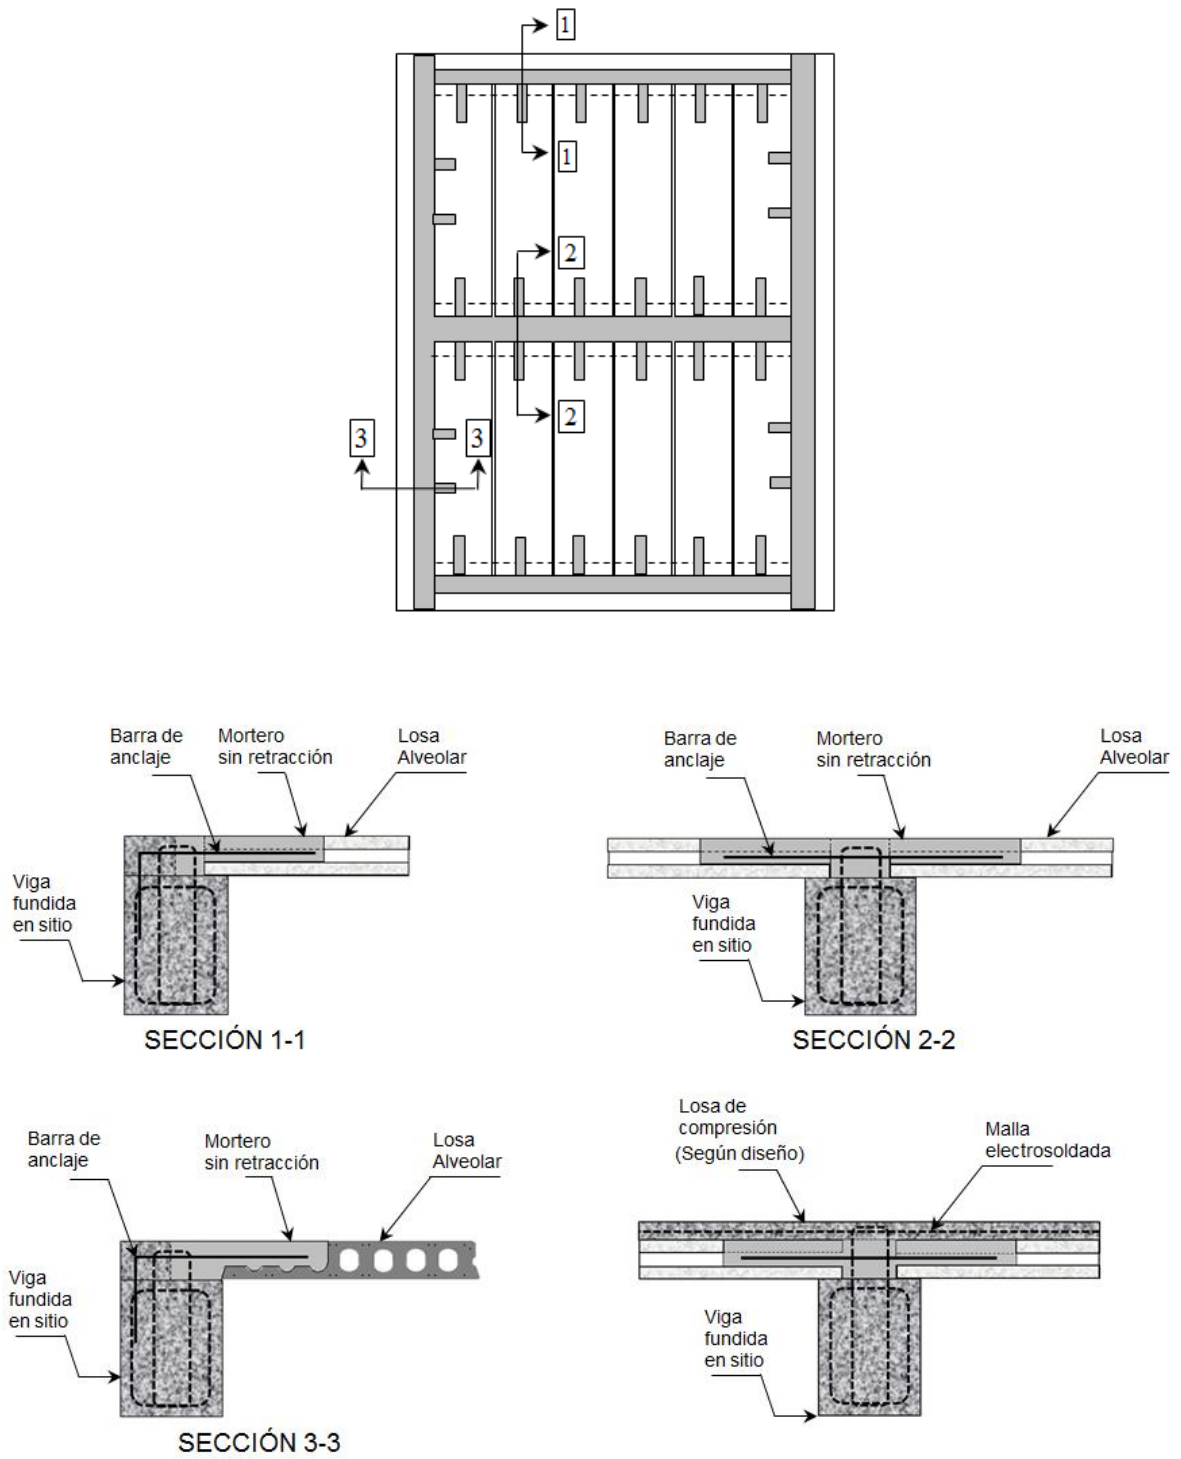 1
1
2
2
3
3
Barra de
anclaje
Mortero
sin retracción
Losa
Alveolar
Viga
fundida
en sitio
SECCIÓN 1-1
Barra de
anclaje
Mortero
sin retracción
Losa
Alveolar
Viga
fundida
en sitio
SECCIÓN 2-2
Barra de
anclaje
Mortero
sin retracción
Losa
Alveolar
Viga
fundida
en sitio
SECCIÓN 3-3
Losa de
compresión
(Según diseño)
Malla
electrosoldada
Viga
fundida
en sitio